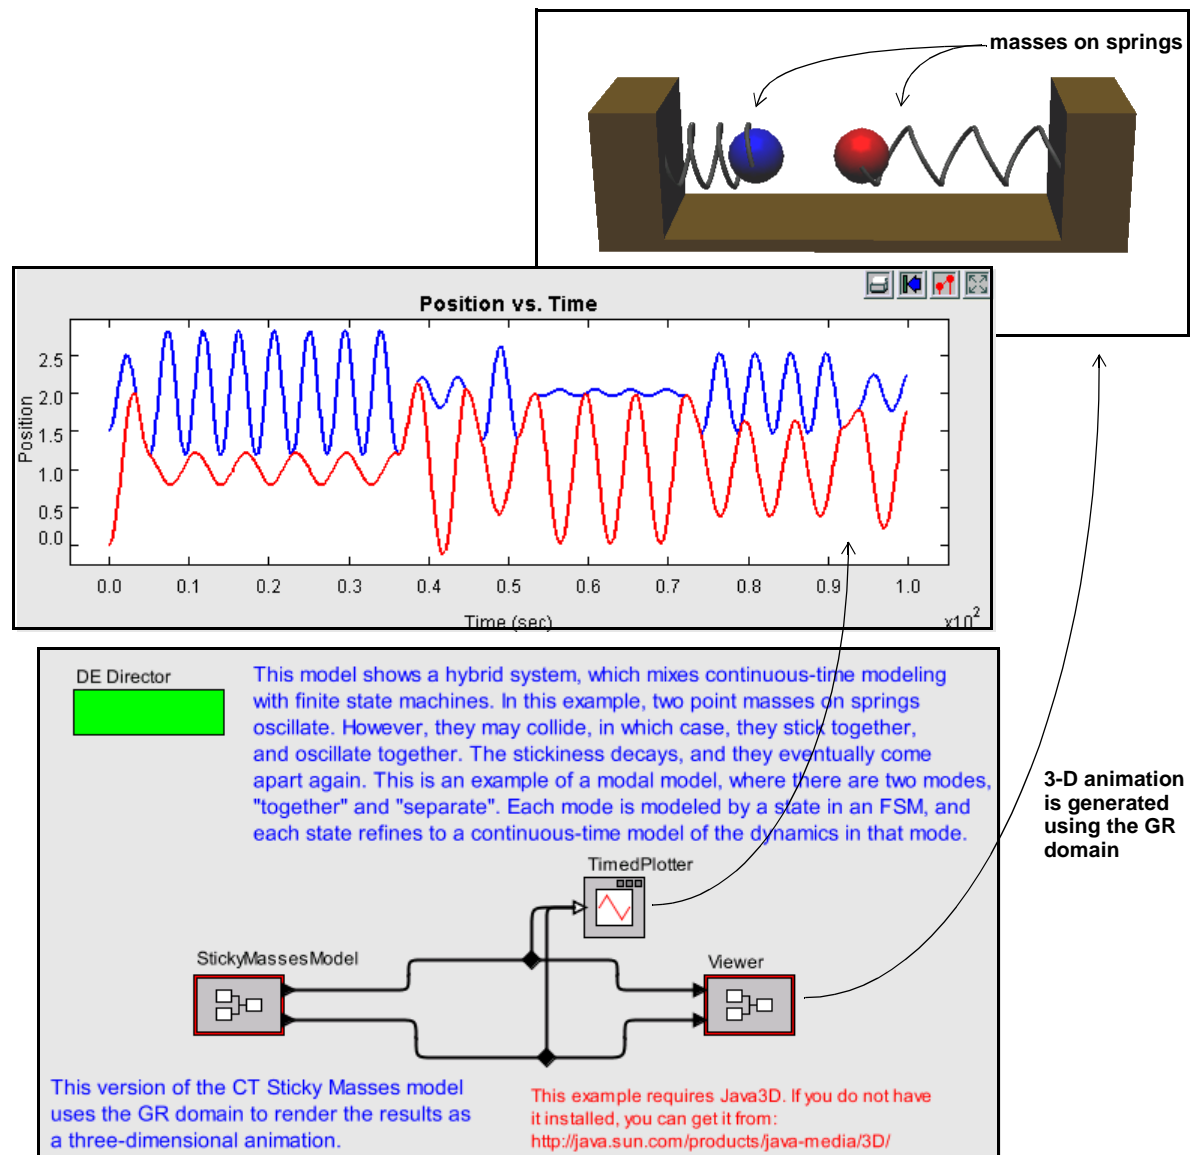 masses on springs
Position vs. Time
Position
2.5
2.0
1.5
1.0
0.5
0.0
0.0 0.1 0.2 0.3 0.4 0.5 0.6 0.7 0.8 0.9 1.0
Time (sec)
x10^2
DE Director
This model shows a hybrid system, which mixes continuous-time modeling
with finite state machines. In this example, two point masses on springs
oscillate. However, they may collide, in which case, they stick together,
and oscillate together. The stickiness decays, and they eventually come
apart again. This is an example of a modal model, where there are two modes,
"together" and "separate". Each mode is modeled by a state in an FSM, and
each state refines to a continuous-time model of the dynamics in that mode.
3-D animation
is generated
using the GR
domain
TimedPlotter
StickyMassesModel
Viewer
This version of the CT Sticky Masses model
uses the GR domain to render the results as
a three-dimensional animation.
This example requires Java3D. If you do not have
it installed, you can get it from:
http://java.sun.com/products/java-media/3D/